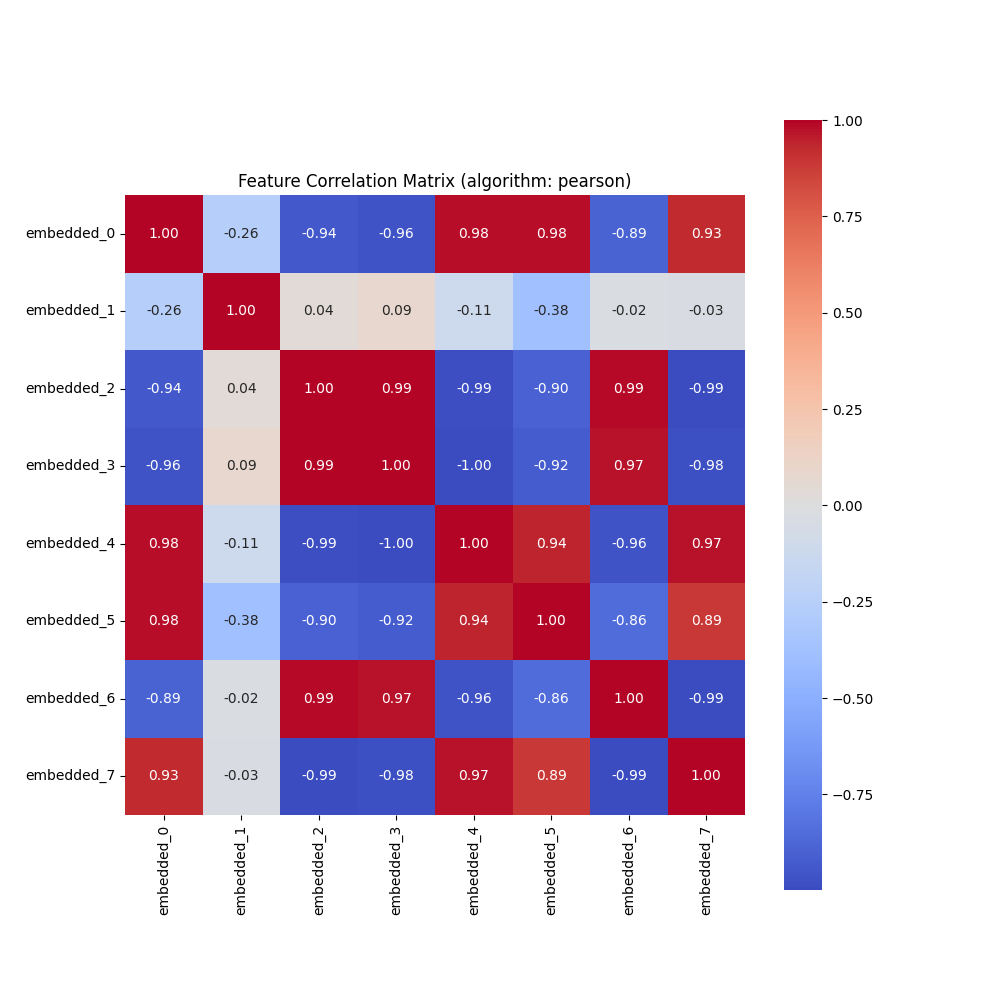 Feature Correlation Matrix (algorithm: pearson)
embedded_0 1.00 -0.26 -0.94 -0.96 0.98 0.98 -0.89 0.93
embedded_1 -0.26 1.00 0.04 0.09 -0.11 -0.38 -0.02 -0.03
embedded_2 -0.94 0.04 1.00 0.99 -0.99 -0.90 0.99 -0.99
embedded_3 -0.96 0.09 0.99 1.00 -1.00 -0.92 0.97 -0.98
embedded_4 0.98 -0.11 -0.99 -1.00 1.00 0.94 -0.96 0.97
embedded_5 0.98 -0.38 -0.90 -0.92 0.94 1.00 -0.86 0.89
embedded_6 -0.89 -0.02 0.99 0.97 -0.96 -0.86 1.00 -0.99
embedded_7 0.93 -0.03 -0.99 -0.98 0.97 0.89 -0.99 1.00
embedded_0 embedded_1 embedded_2 embedded_3 embedded_4 embedded_5 embedded_6 embedded_7
1.00
0.75
0.50
0.25
0.00
−0.25
−0.50
−0.75